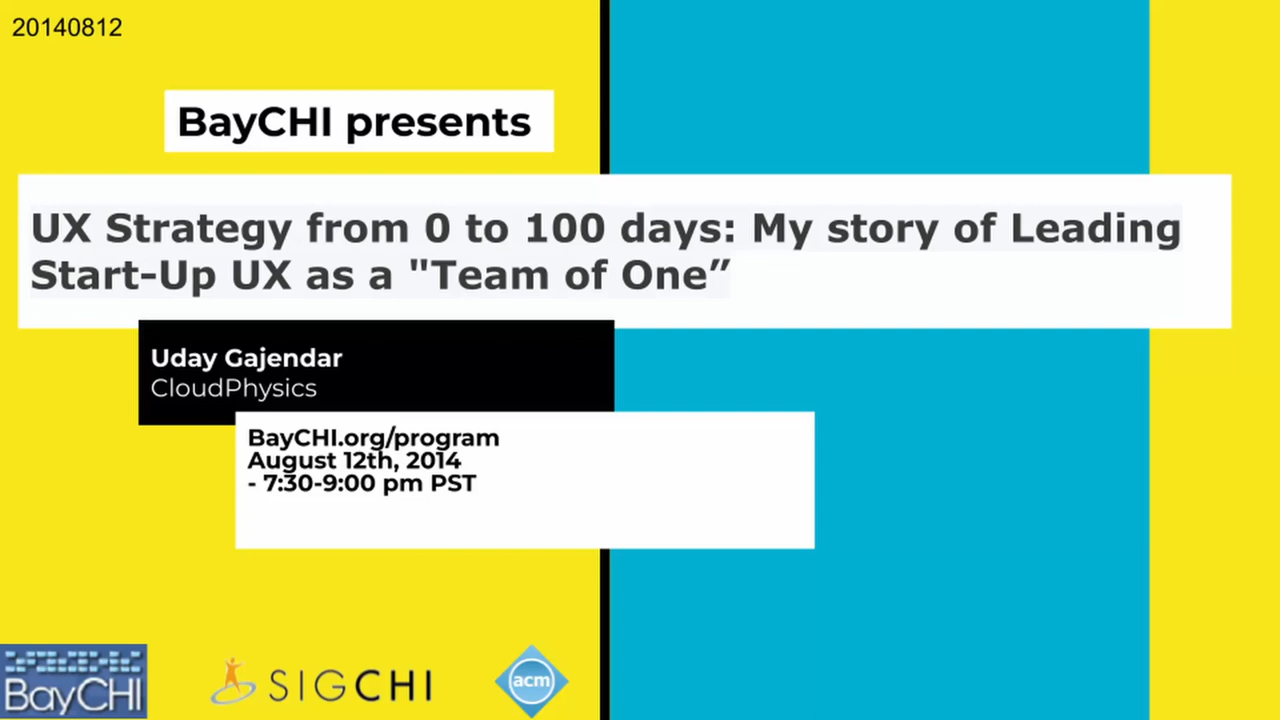 20140812
BayCHI presents
UX Strategy from 0 to 100 days: My story of Leading
Start-Up UX as a "Team of One”
Uday Gajendar
CloudPhysics
BayCHI.org/program
August 12th, 2014
- 7:30-9:00 pm PST
BayCHI
SIGCHI
acm